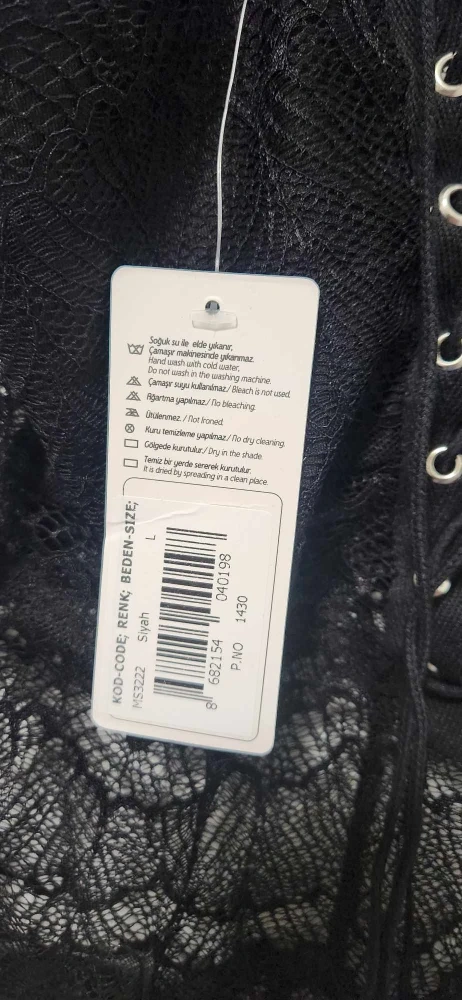 Soğuk su ile elde yıkanır,
Çamaşır makinesinde yıkanmaz.
Hand wash with cold water,
Do not wash in the washing machine.
Çamaşır suyu kullanılmaz / Bleach is not used.
Ağartma yapılmaz / No bleaching.
Ütülenmez. / Not Ironed.
Kuru temizleme yapılmaz / No dry cleaning.
Gölgede kurutulur. / Dry in the shade.
Temiz bir yerde sererek kurutulur.
It is dried by spreading in a clean place.
KOD-CODE; RENK; BEDEN-SIZE;
MS3222 Siyah L
8 682154 040198
P.NO 1430